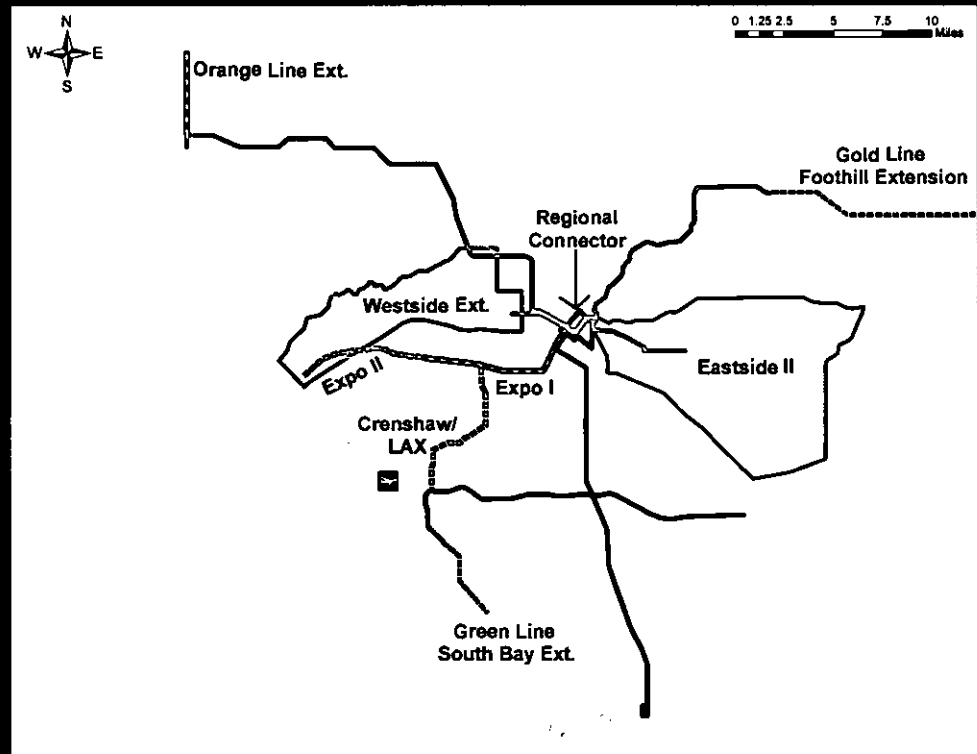 N
W E
S
0 1.25 2.5 5 7.5 10
Miles
Orange Line Ext.
Gold Line
Foothill Extension
Regional
Connector
Westside Ext.
Expo II
Expo I
Eastside II
Crenshaw/
LAX
Green Line
South Bay Ext.